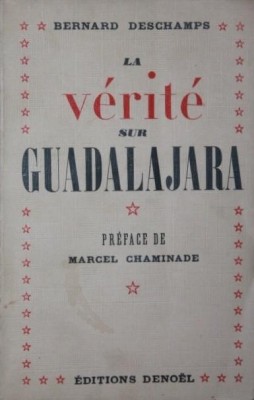 BERNARD DESCHAMPS
LA
vérité
SUR
GUADALAJARA
PRÉFACE DE
MARCEL CHAMINADE
ÉDITIONS DENOËL